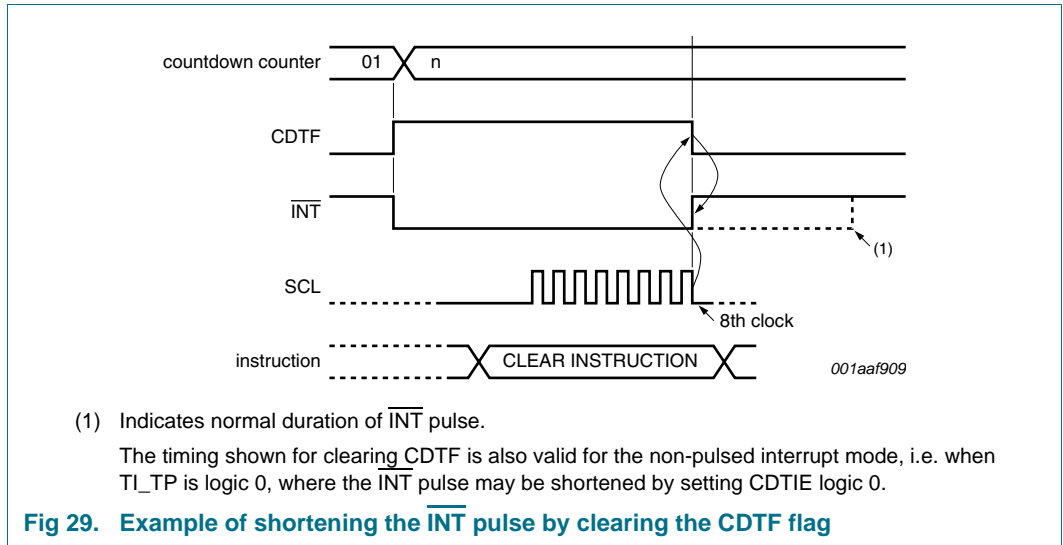 countdown counter 01 n
CDTF
INT
(1)
SCL
8th clock
instruction CLEAR INSTRUCTION
001aaf909
(1) Indicates normal duration of INT pulse.
The timing shown for clearing CDTF is also valid for the non-pulsed interrupt mode, i.e. when
TI_TP is logic 0, where the INT pulse may be shortened by setting CDTIE logic 0.
Fig 29. Example of shortening the INT pulse by clearing the CDTF flag